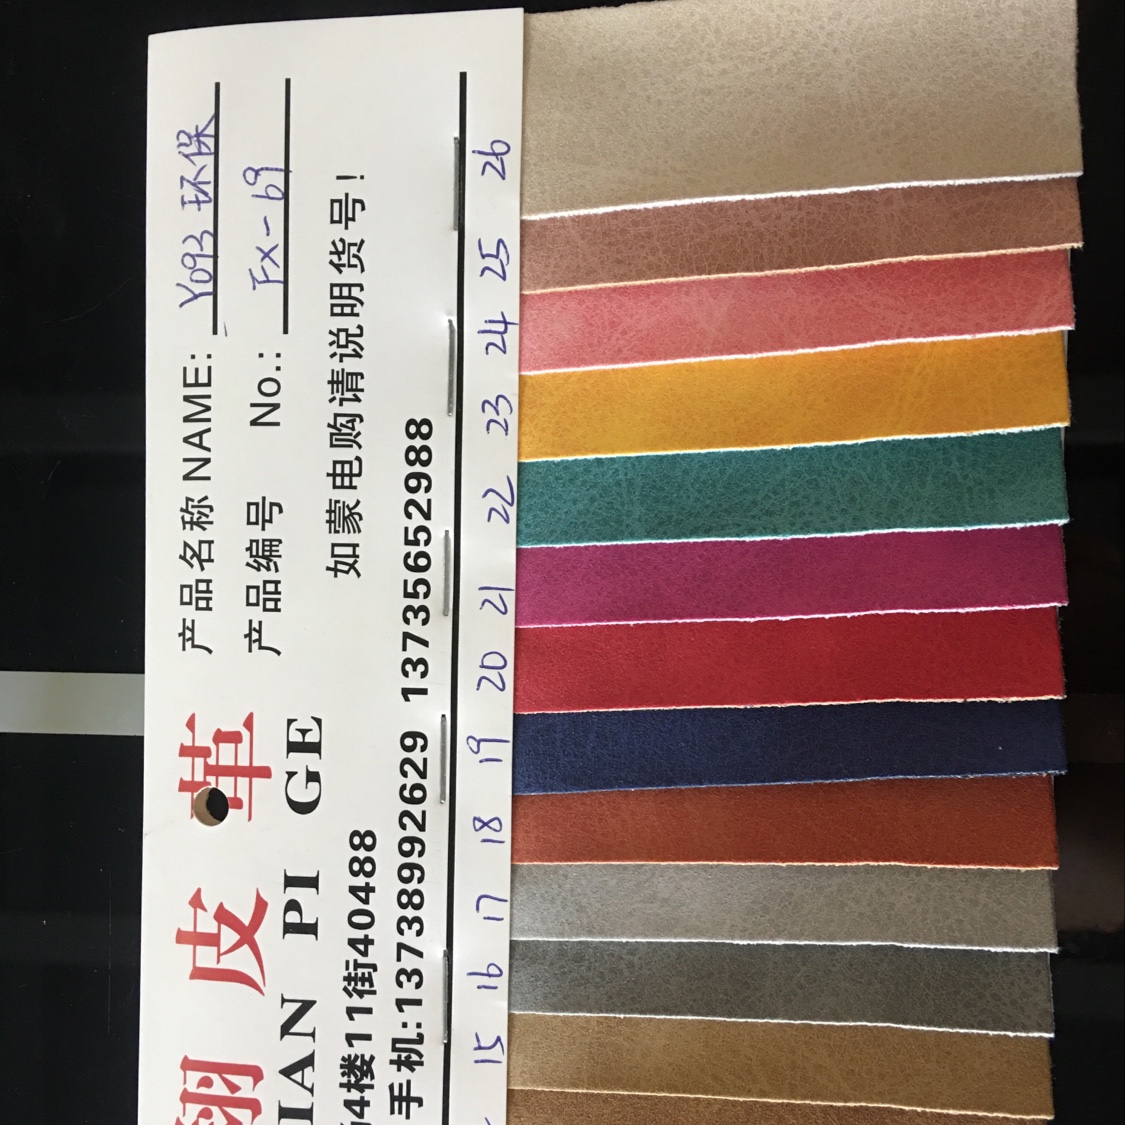 翔 皮 革
IAN PI GE
产品名称 NAME: Y093 环保
产品编号 No.: FX-69
如蒙电购请说明货号!
4楼11街40488
手机:13738992629 13735652988
15 16 17 18 19 20 21 22 23 24 25 26